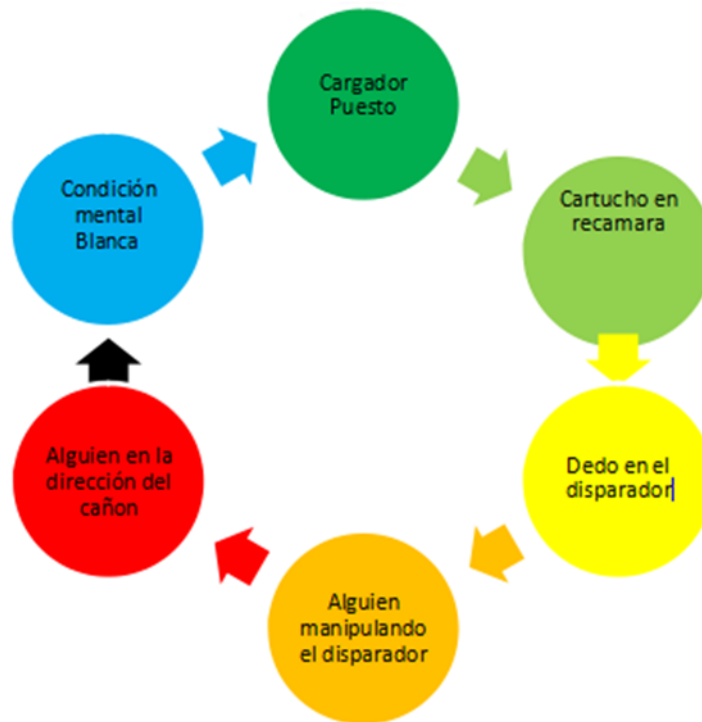 Cargador
Puesto
Cartucho en
recamara
Dedo en el
disparador
Alguien
manipulando
el disparador
Alguien en la
dirección del
cañon
Condición
mental
Blanca